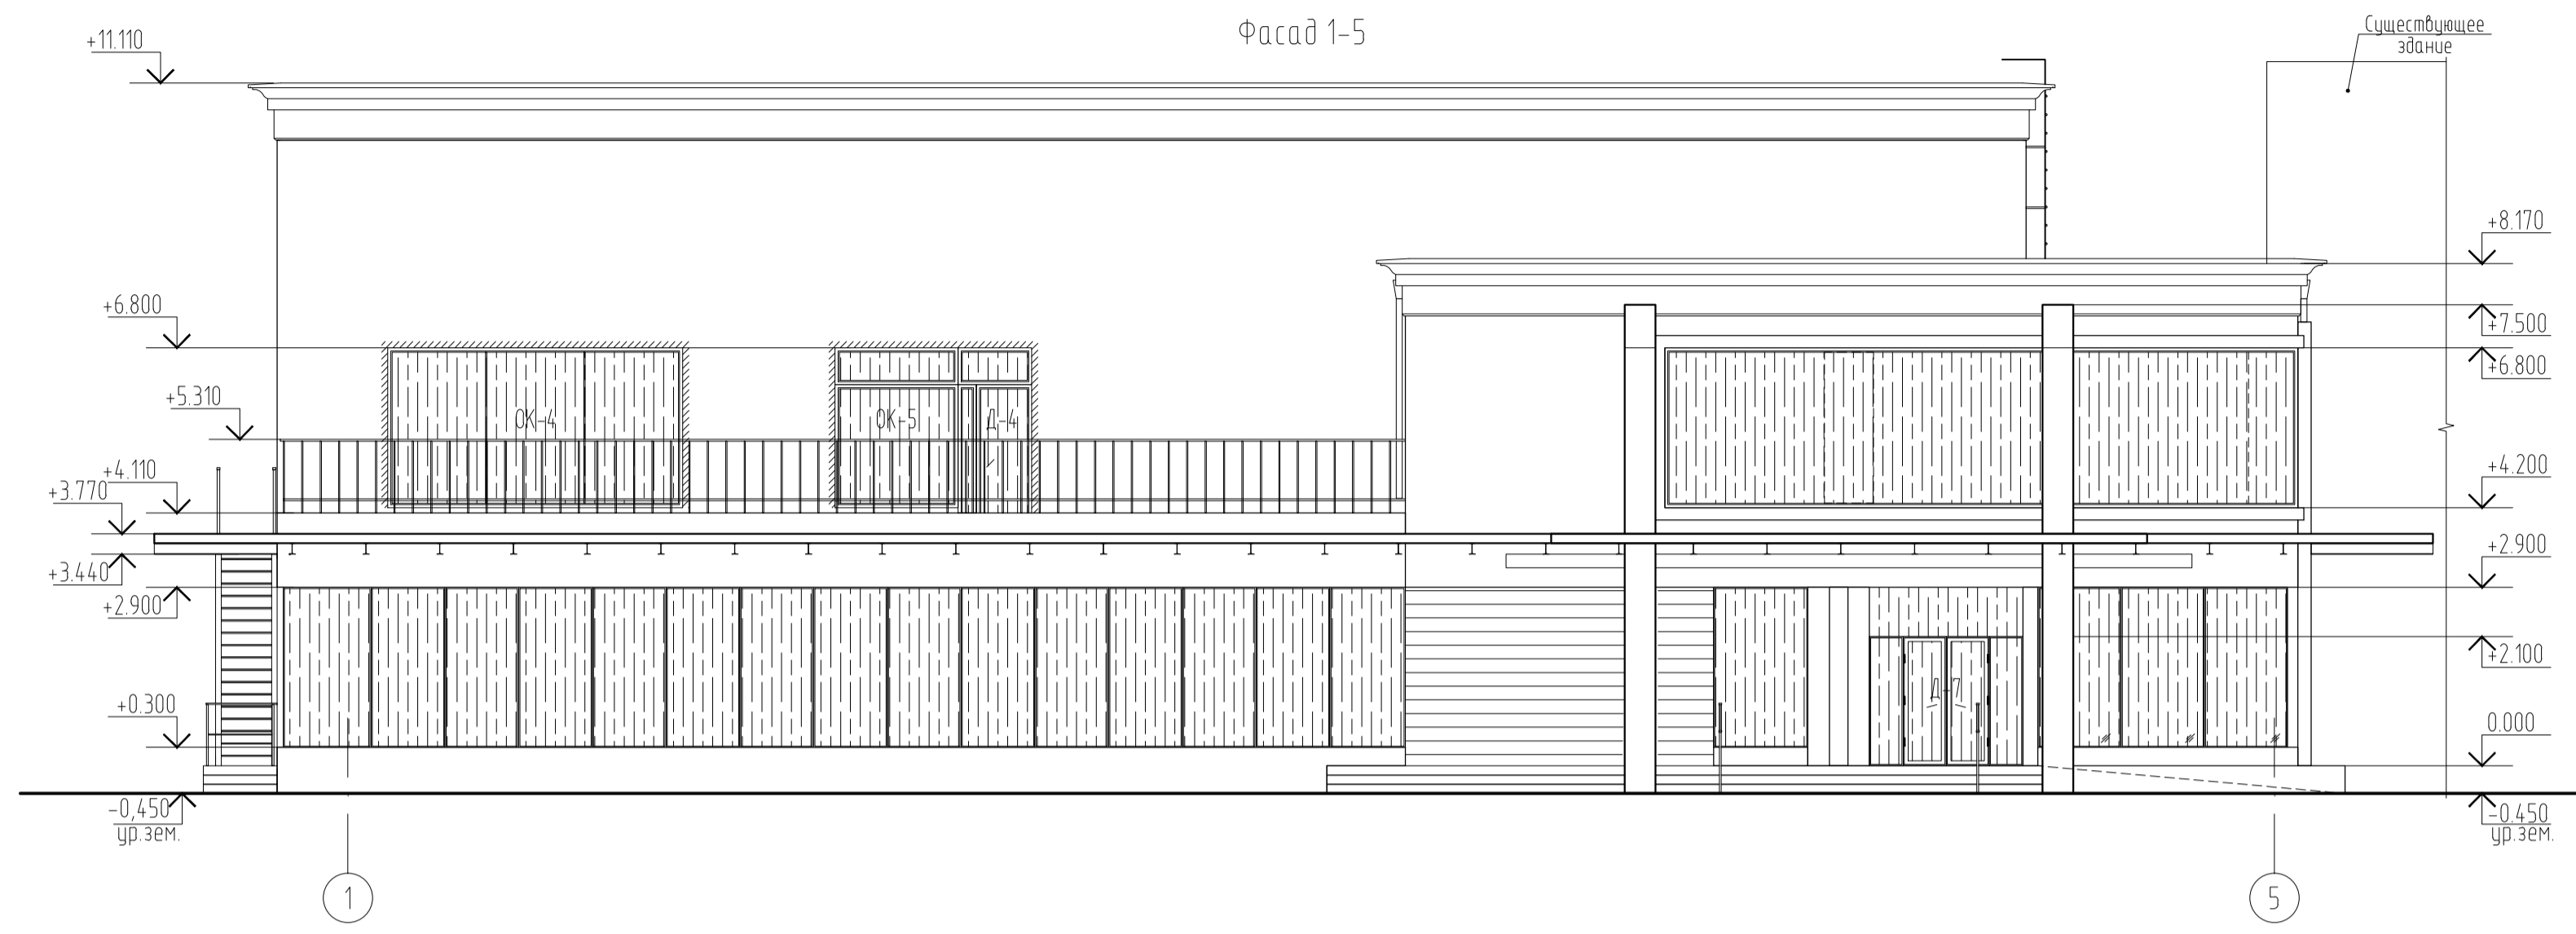 Фасад 1-5
Существующее
здание
+11.110
+8.170
+6.800
+7.500
+6.800
+5.310
ОК-4
ОК-5
Д-4
+4.110
+4.200
+3.770
+2.900
+3.440
+2.900
+2.100
Д-7
+0.300
0.000
-0,450
ур.зем.
-0.450
ур.зем.
1
5